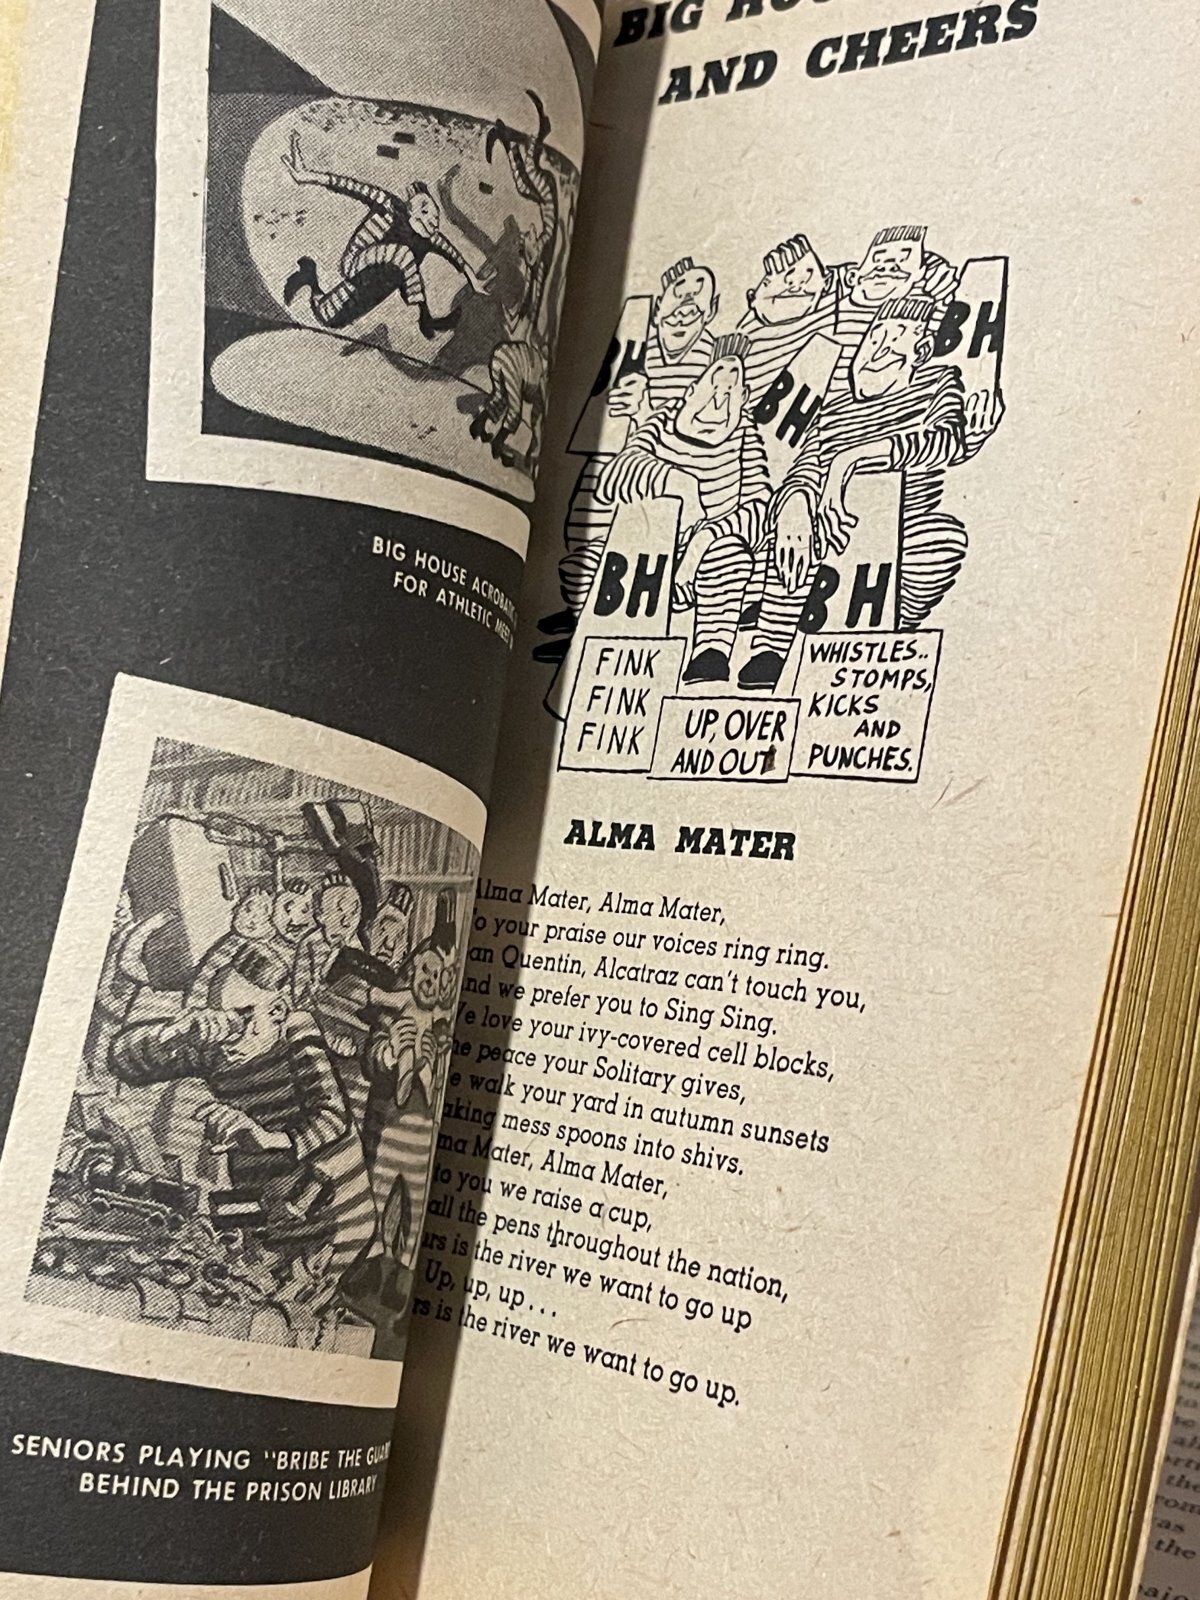 BIG HOUSE
FOR ATHLETIC
SENIORS PLAYING "BRIBE THE
BEHIND THE PRISON LIBRARY
BIG
AND CHEERS
BH
BH
BH
BH
BH
FINK
FINK
FINK
UP, OVER
AND OUT
WHISTLES..
STOMPS,
KICKS
AND
PUNCHES.
ALMA MATER
Alma Mater, Alma Mater,
your praise our voices ring ring.
Quentin, Alcatraz can't touch you,
we prefer you to Sing Sing.
love your ivy-covered cell blocks,
peace your Solitary gives,
walk your yard in autumn sunsets
mess spoons into shivs.
Mater, Alma Mater,
to you we raise a cup,
all the pens throughout the nation,
is the river we want to go up
Up, up, up...
is the river we want to go up.